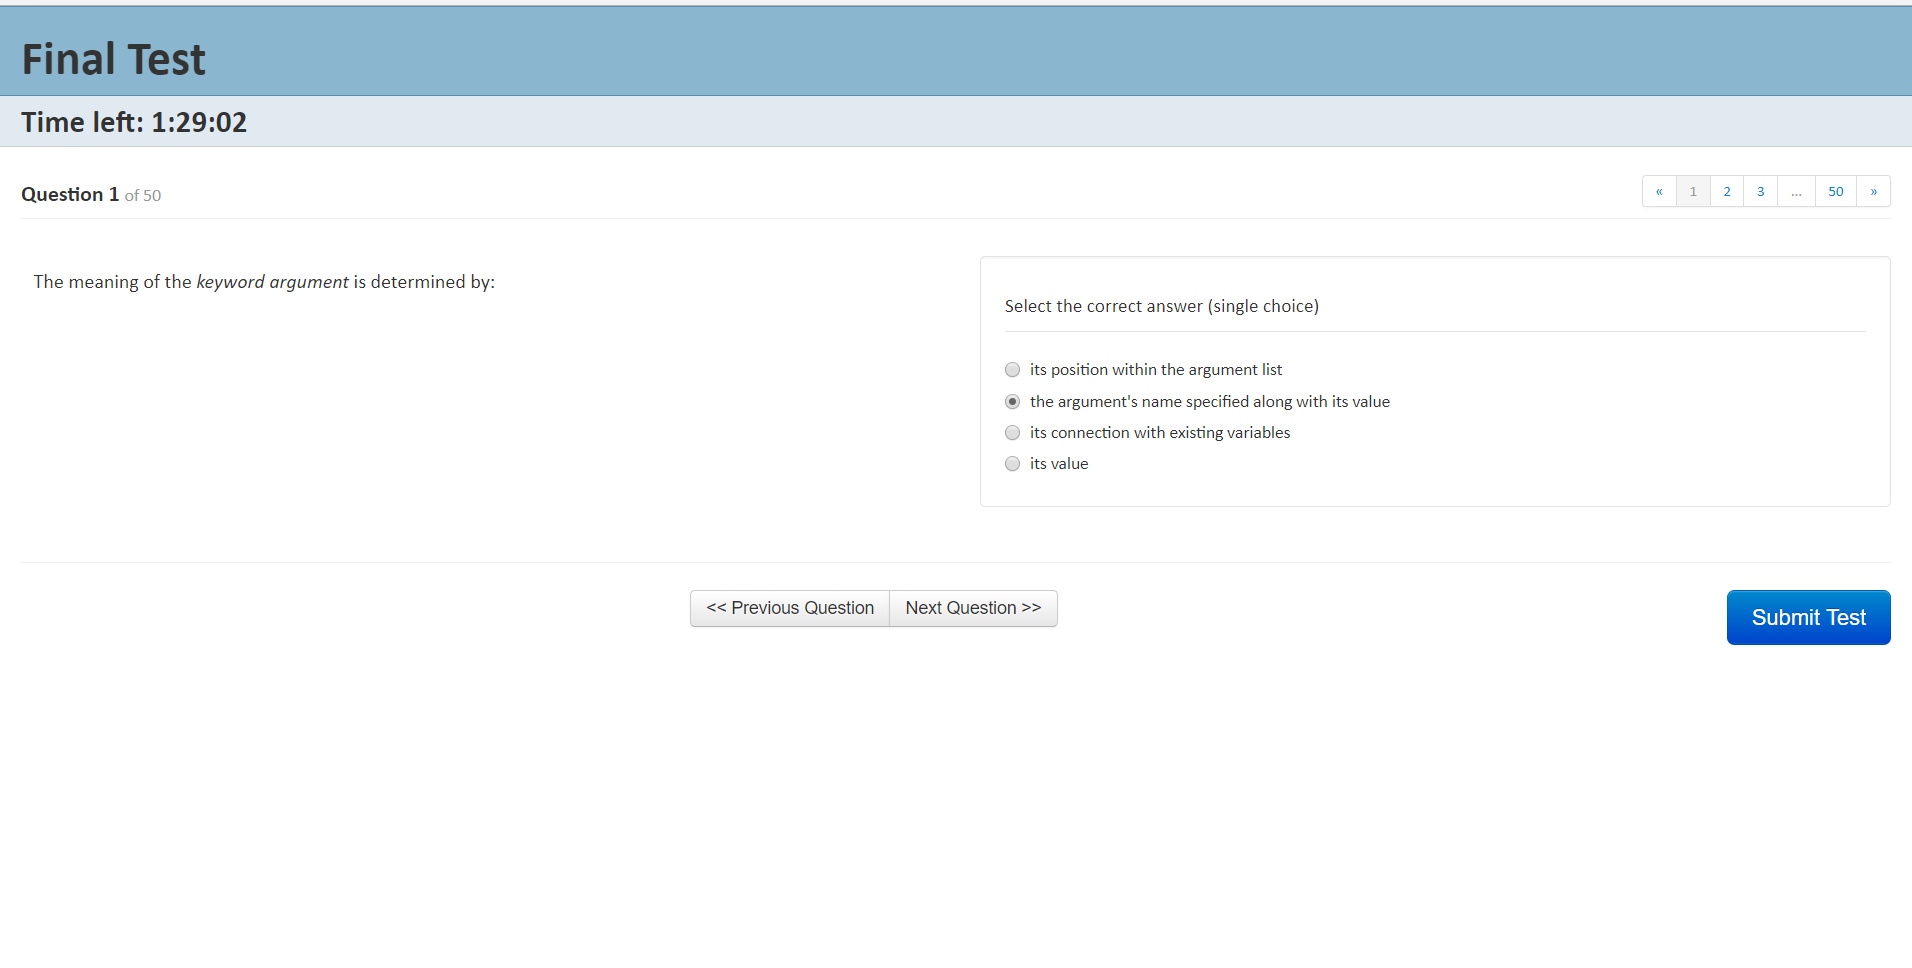 Final Test
Time left: 1:29:02
Question 1 of 50
« 1 2 3 ... 50 »
The meaning of the keyword argument is determined by:
Select the correct answer (single choice)
its position within the argument list
the argument's name specified along with its value
its connection with existing variables
its value
<< Previous Question Next Question >>
Submit Test